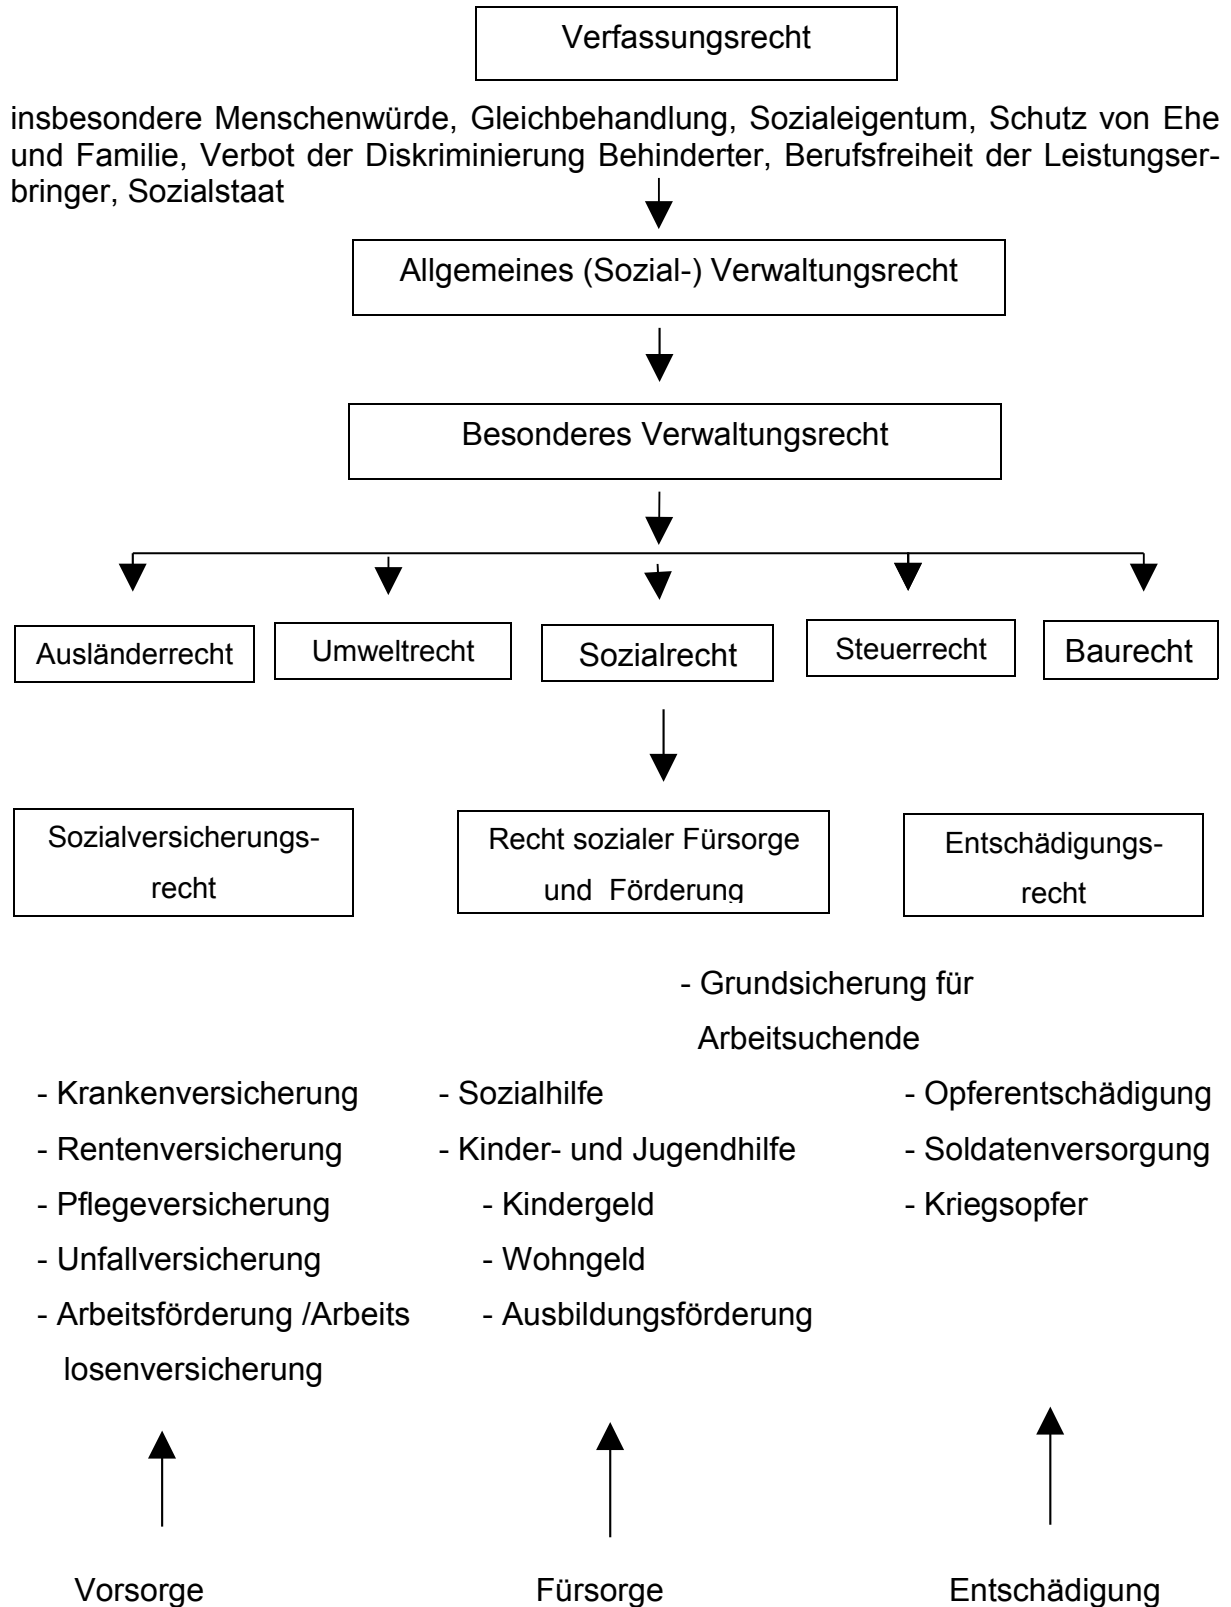 Verfassungsrecht
insbesondere Menschenwürde, Gleichbehandlung, Sozialeigentum, Schutz von Ehe
und Familie, Verbot der Diskriminierung Behinderter, Berufsfreiheit der Leistungser-
bringer, Sozialstaat
Allgemeines (Sozial-) Verwaltungsrecht
Besonderes Verwaltungsrecht
Ausländerrecht
Umweltrecht
Sozialrecht
Steuerrecht
Baurecht
Sozialversicherungs-
recht
Recht sozialer Fürsorge
und Förderung
Entschädigungs-
recht
- Krankenversicherung
- Rentenversicherung
- Pflegeversicherung
- Unfallversicherung
- Arbeitsförderung /Arbeits
losenversicherung
- Grundsicherung für
Arbeitsuchende
- Sozialhilfe
- Kinder- und Jugendhilfe
- Kindergeld
- Wohngeld
- Ausbildungsförderung
- Opferentschädigung
- Soldatenversorgung
- Kriegsopfer
Vorsorge
Fürsorge
Entschädigung